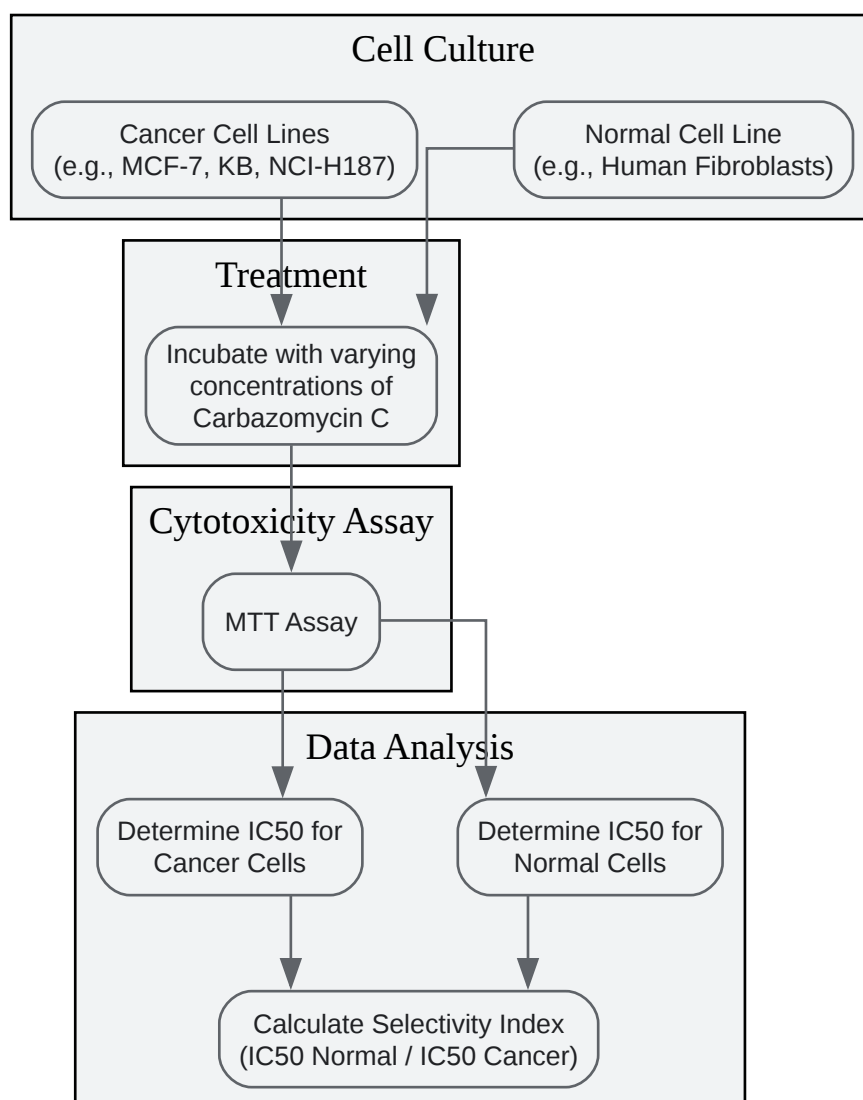 Cell Culture
Cancer Cell Lines
(e.g., MCF-7, KB, NCI-H187)
Normal Cell Line
(e.g., Human Fibroblasts)
Treatment
Incubate with varying
concentrations of
Carbazomycin C
Cytotoxicity Assay
MTT Assay
Data Analysis
Determine IC50 for
Cancer Cells
Determine IC50 for
Normal Cells
Calculate Selectivity Index
(IC50 Normal / IC50 Cancer)